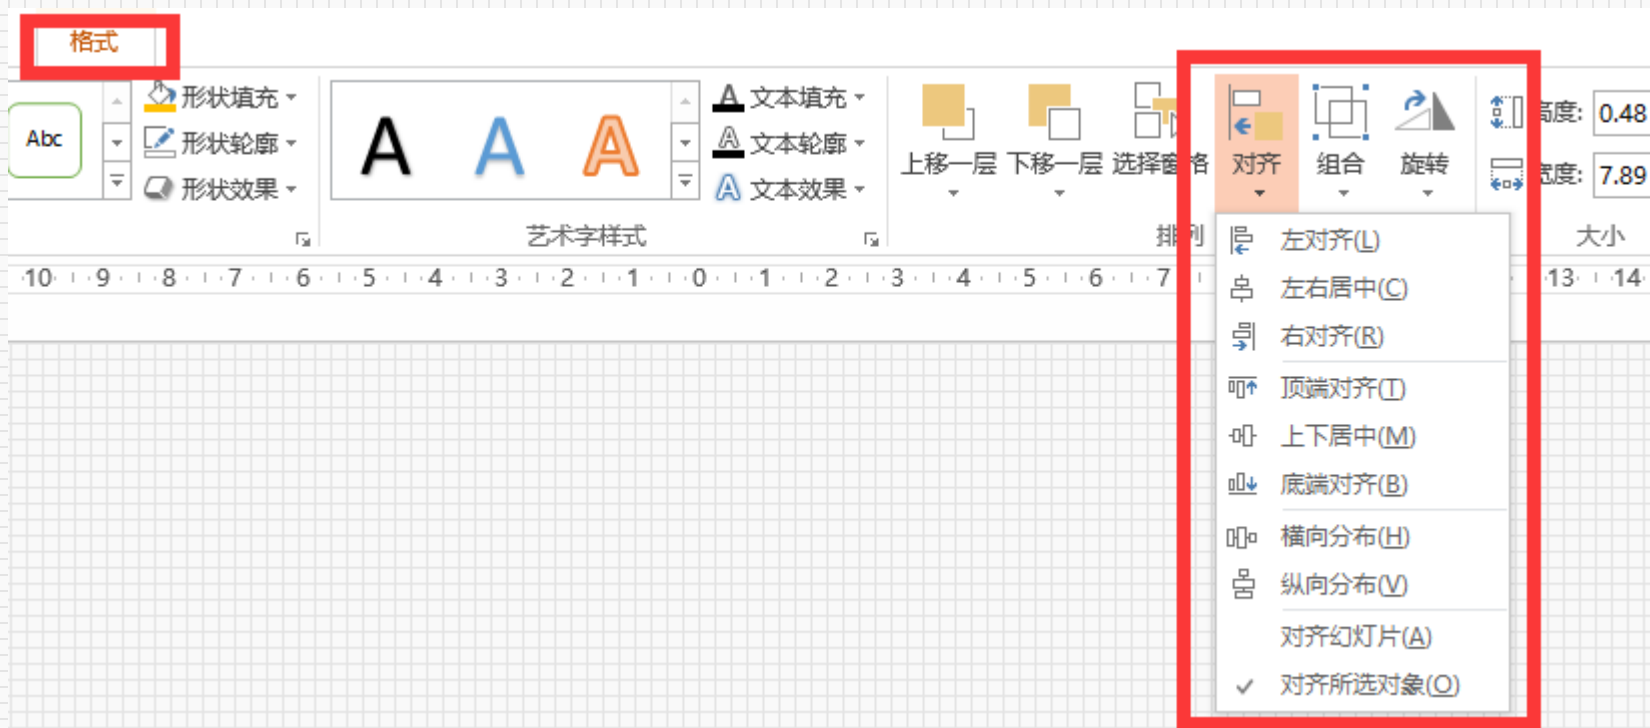 格式
Abc
形状填充
形状轮廓
形状效果
A A A
A 文本填充
A 文本轮廓
A 文本效果
上移一层 下移一层 选择窗格 对齐 组合 旋转
高度: 0.48
宽度: 7.89
艺术字样式 排列 大小
10 9 8 7 6 5 4 3 2 1 0 1 2 3 4 5 6 7 13 14
左对齐(L)
左右居中(C)
右对齐(R)
顶端对齐(T)
上下居中(M)
底端对齐(B)
横向分布(H)
纵向分布(V)
对齐幻灯片(A)
对齐所选对象(O)